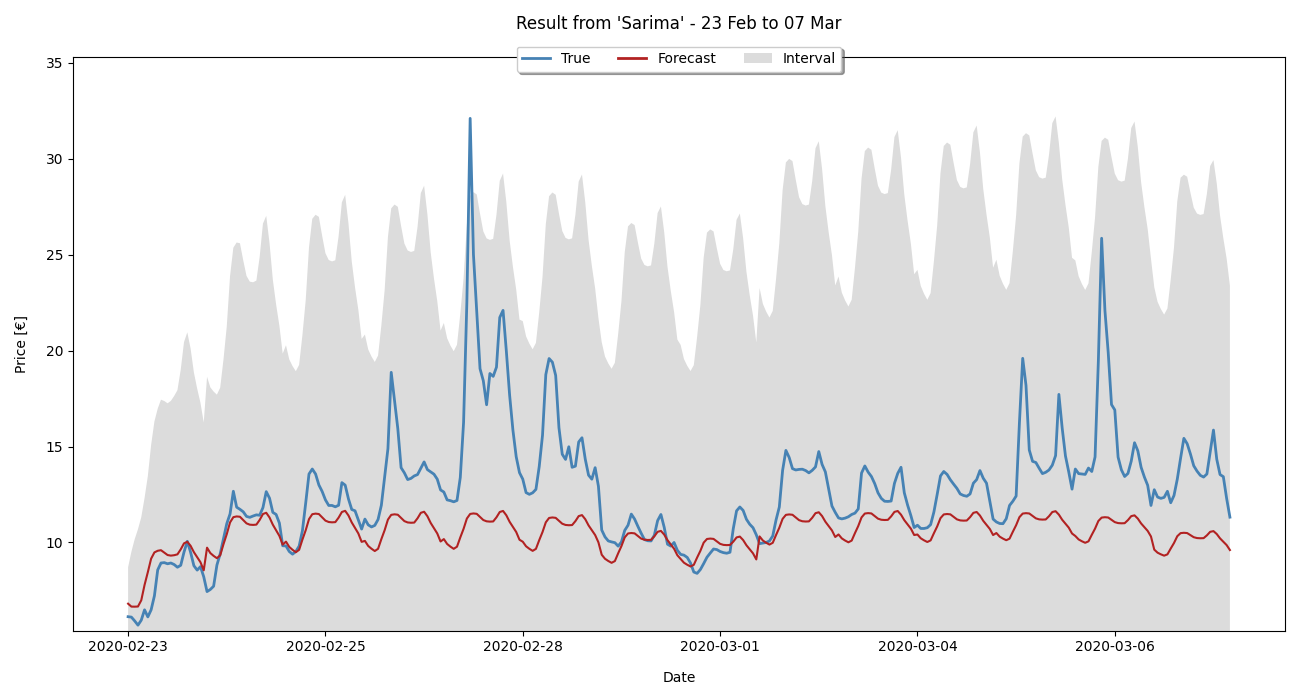 Result from 'Sarima' - 23 Feb to 07 Mar
True Forecast Interval
35
30
25
20
15
10
Price [€]
2020-02-23 2020-02-25 2020-02-28 2020-03-01 2020-03-04 2020-03-06
Date